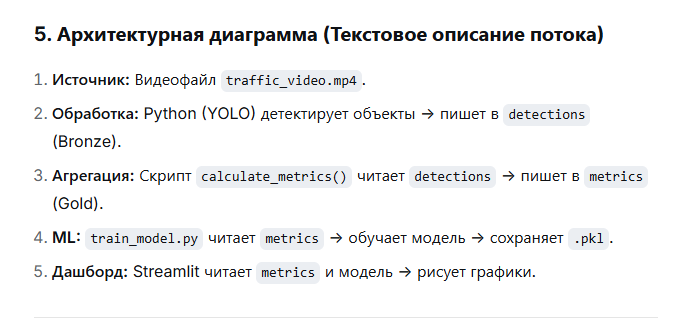 5. Архитектурная диаграмма (Текстовое описание потока)
1. Источник: Видеофайл traffic_video.mp4.
2. Обработка: Python (YOLO) детектирует объекты → пишет в detections
(Bronze).
3. Агрегация: Скрипт calculate_metrics() читает detections → пишет в metrics
(Gold).
4. ML: train_model.py читает metrics → обучает модель → сохраняет .pkl.
5. Дашборд: Streamlit читает metrics и модель → рисует графики.